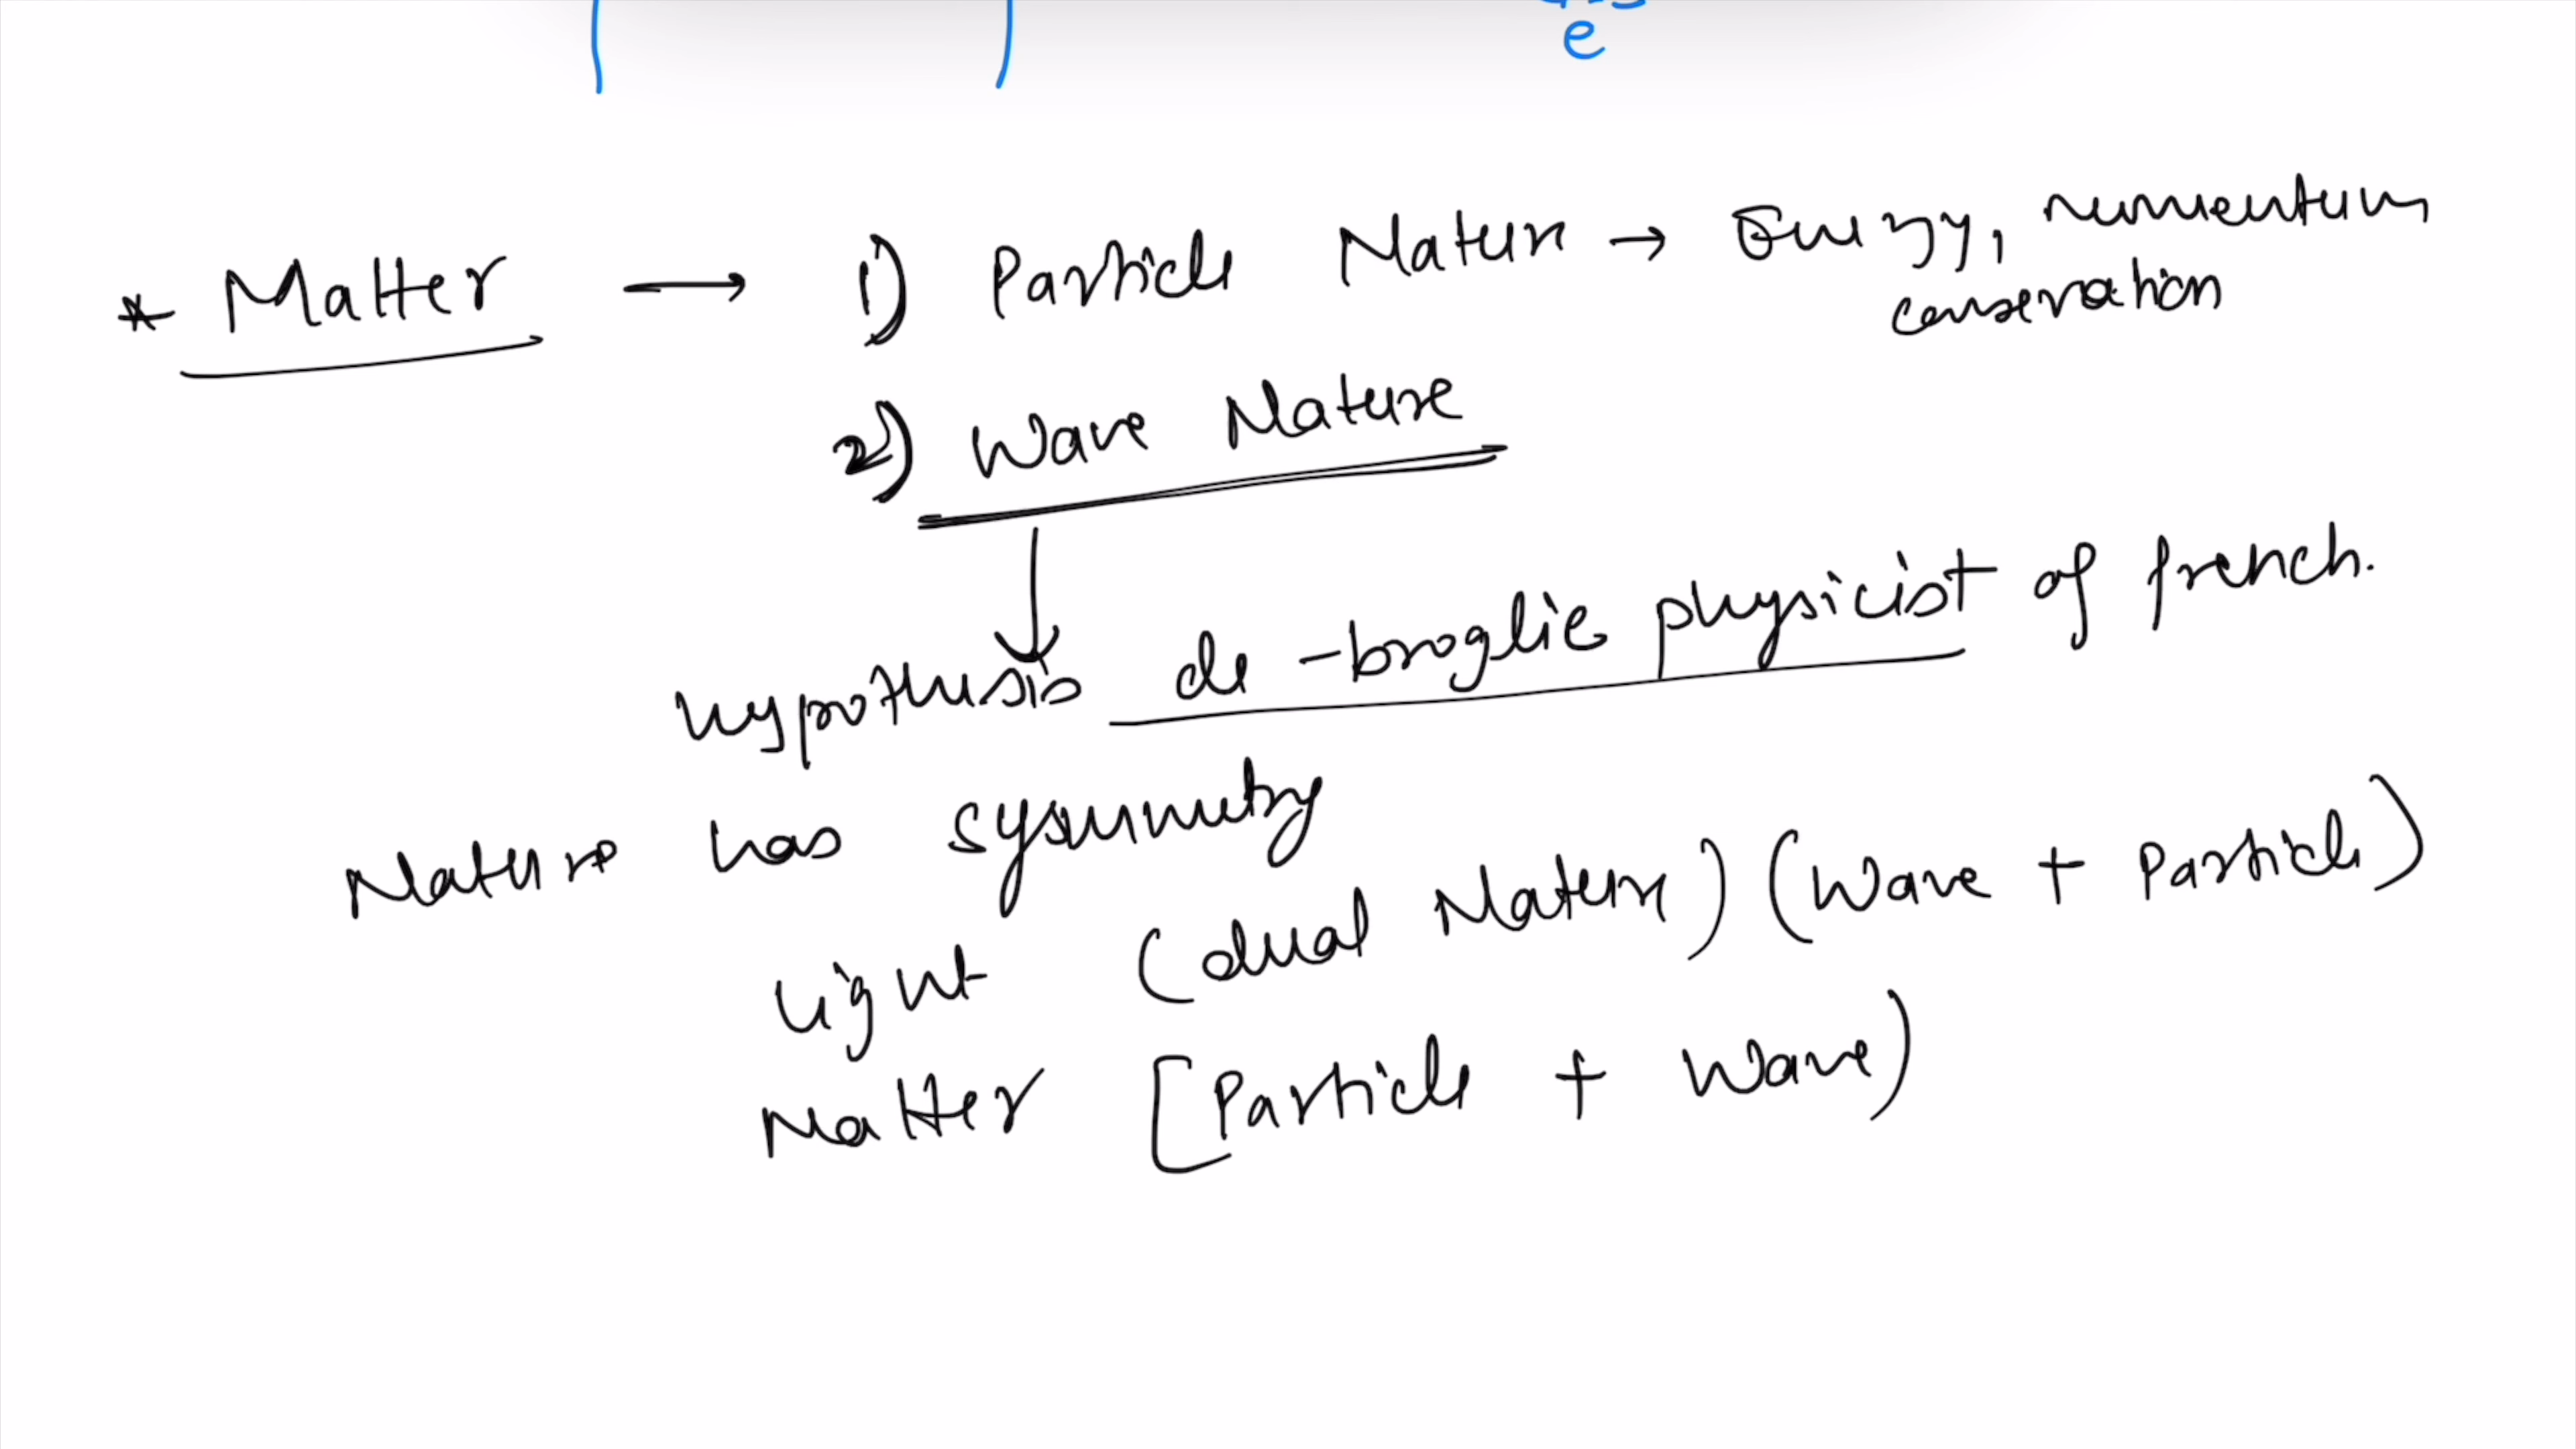 e
* Matter → 1) Particle Nature → Energy, momentum
conservation
2) Wave Nature
↓
hypothesis de-broglie physicist of french.
Nature has symmetry
Light (dual Nature) (Wave + Particle)
Matter [Particle + Wave)